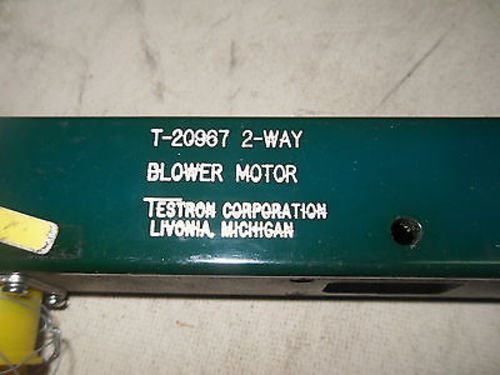 T-20967 2-WAY
BLOWER MOTOR
TESTRON CORPORATION
LIVONIA, MICHIGAN